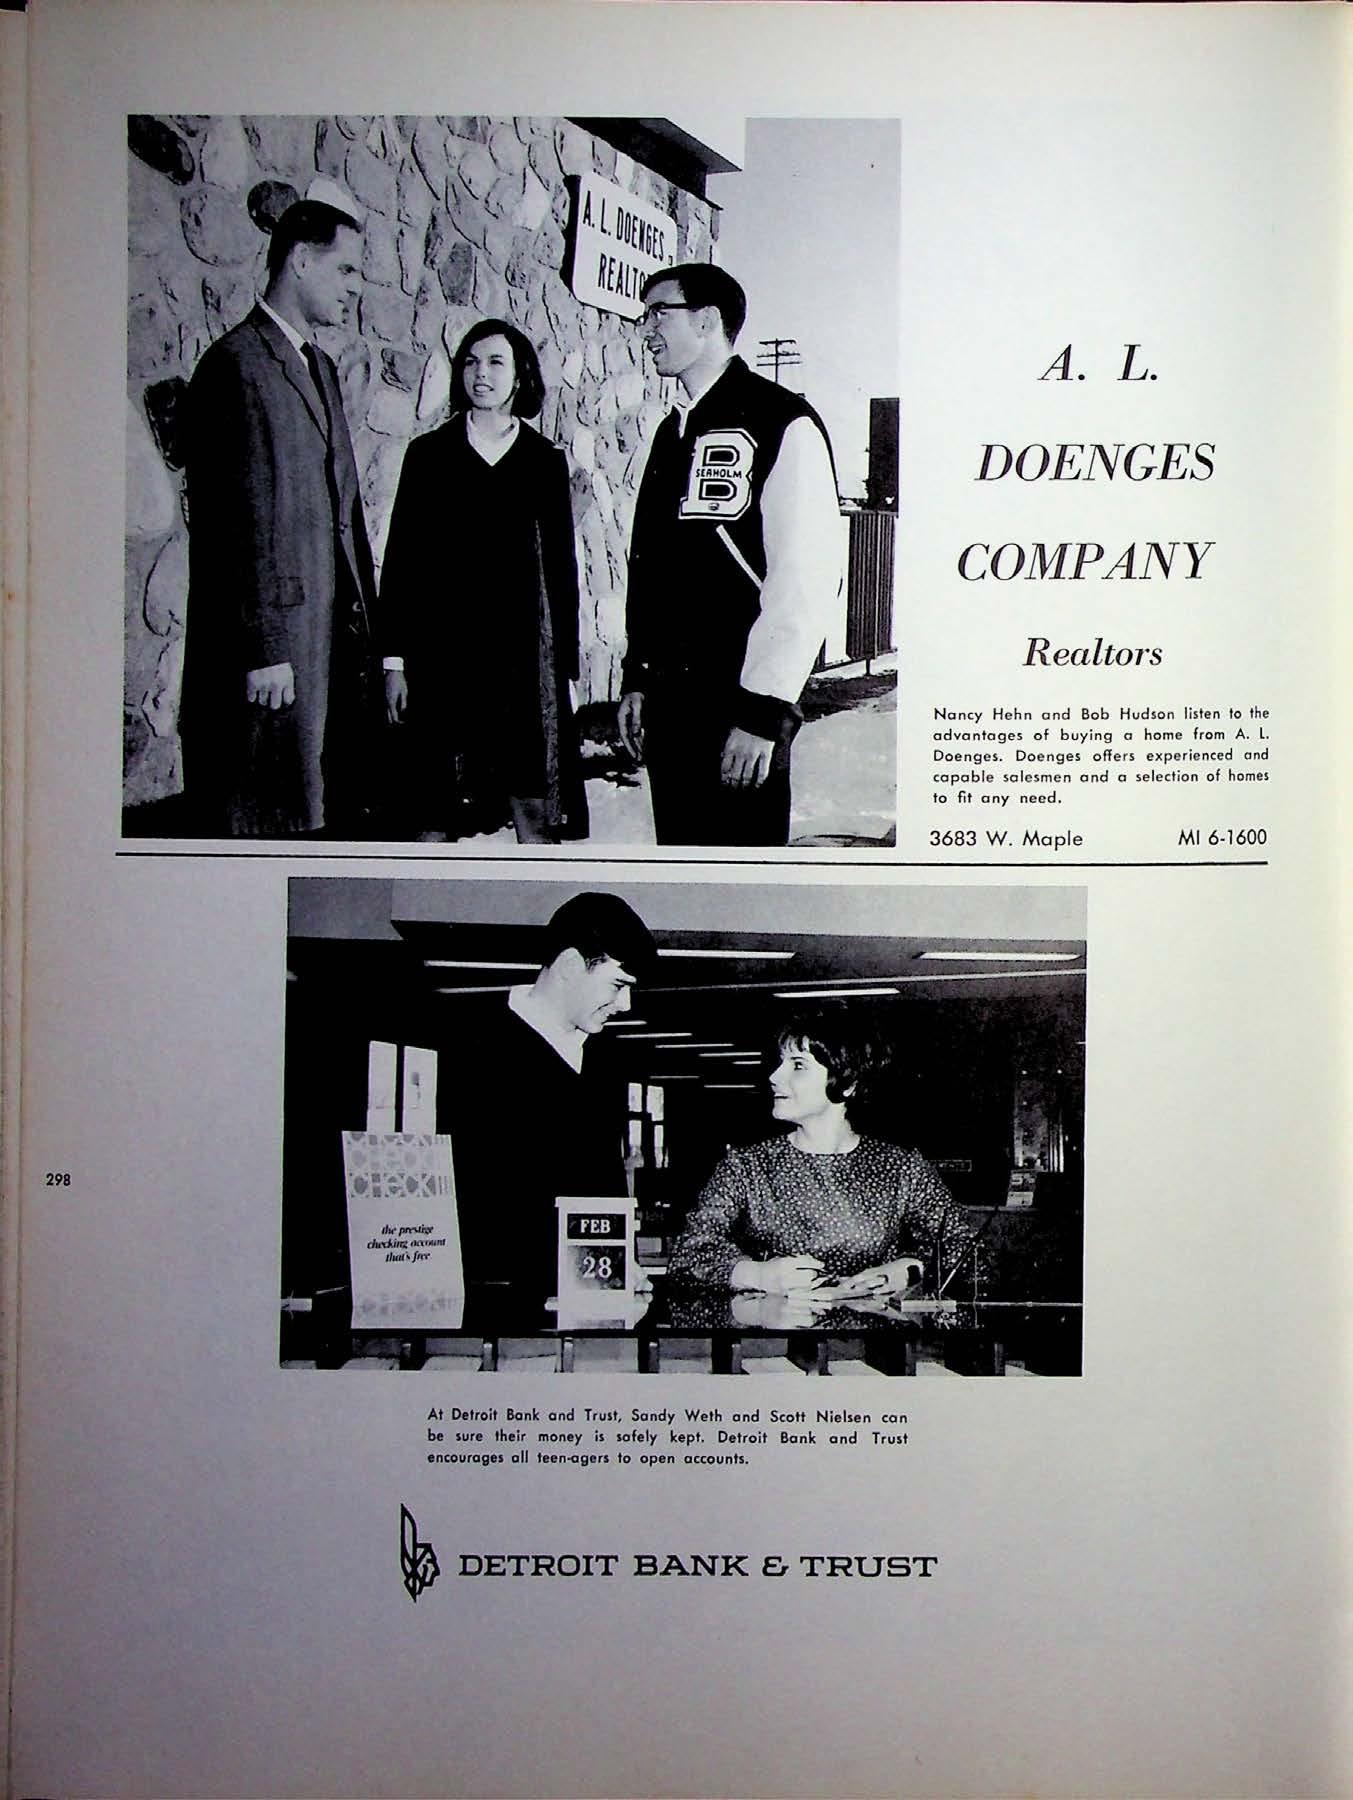 A. L. DOENGES
REALTO
SEAHOLM
B
A. L.
DOENGES
COMPANY
Realtors
Nancy Hehn and Bob Hudson listen to the
advantages of buying a home from A. L.
Doenges. Doenges offers experienced and
capable salesmen and a selection of homes
to fit any need.
3683 W. Maple MI 6-1600
298
CHECK
CHECK
the prestige
checking account
that's free
CHECK
FEB
28
At Detroit Bank and Trust, Sandy Weth and Scott Nielsen can
be sure their money is safely kept. Detroit Bank and Trust
encourages all teen-agers to open accounts.
DETROIT BANK & TRUST